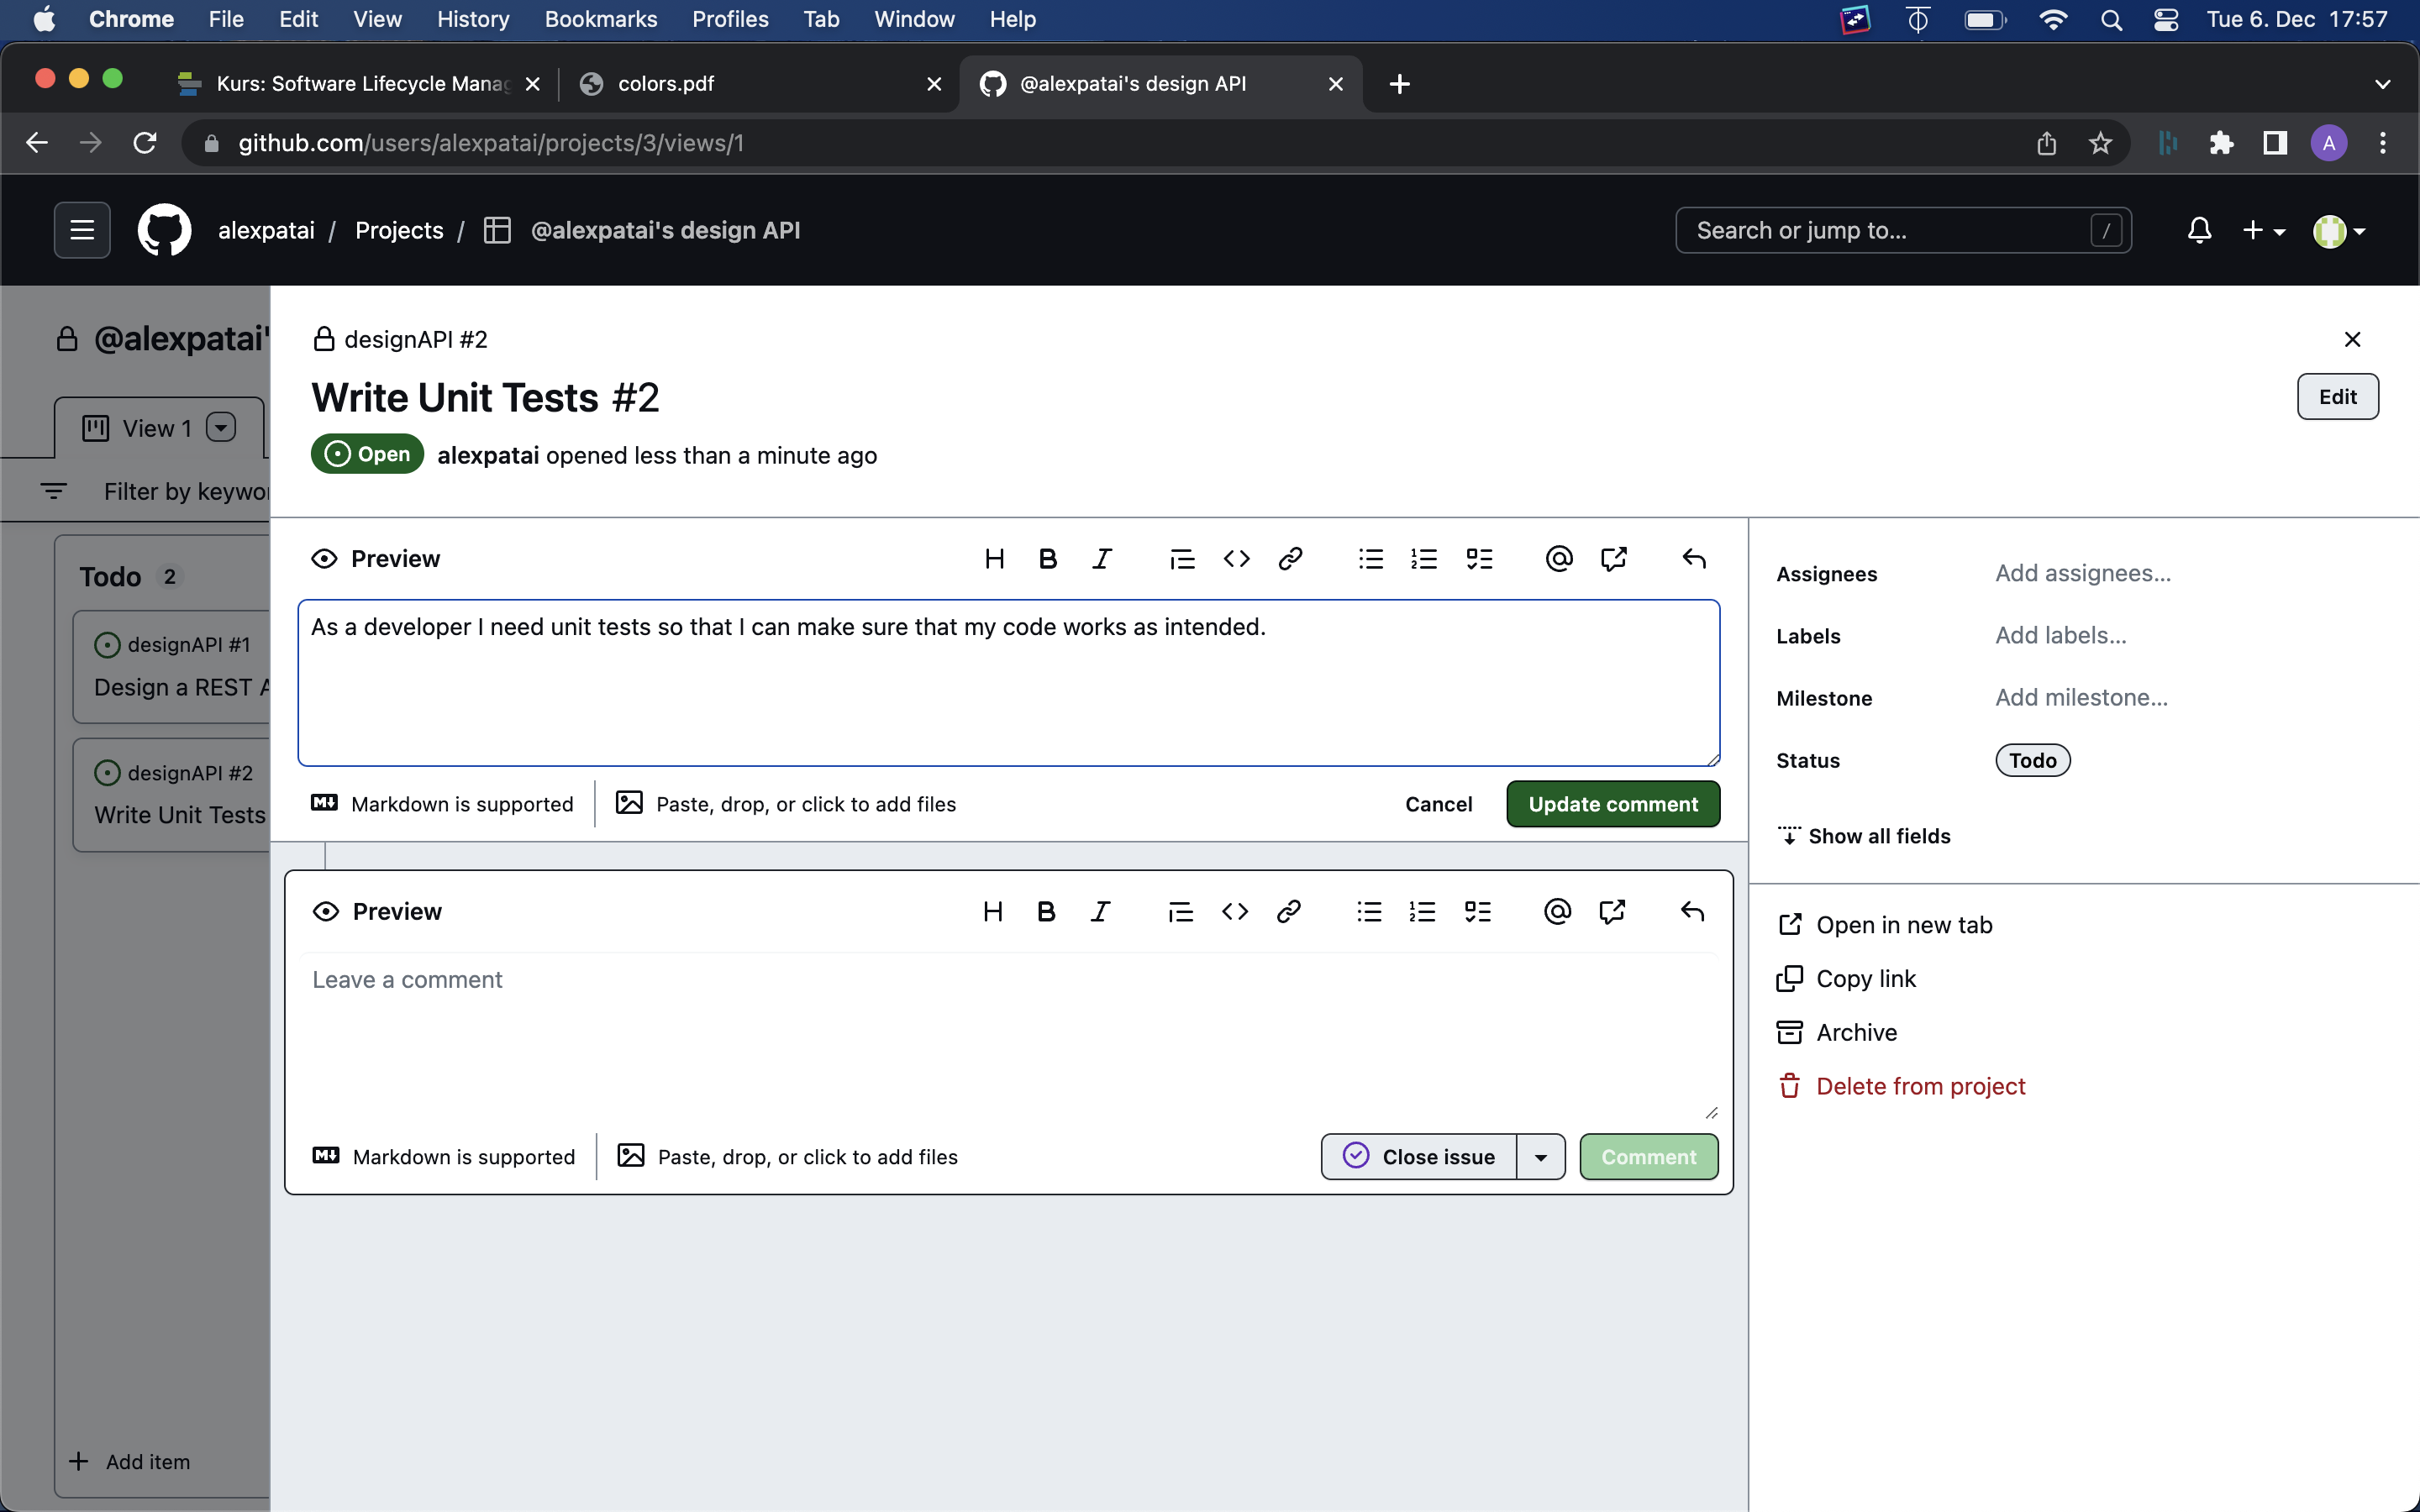 Chrome File Edit View History Bookmarks Profiles Tab Window Help Tue 6. Dec 17:57
Kurs: Software Lifecycle Manag colors.pdf @alexpatai's design API
github.com/users/alexpatai/projects/3/views/1 A
alexpatai / Projects / @alexpatai's design API Search or jump to... /
@alexpatai'
View 1
Filter by keywor
Todo 2
designAPI #1
Design a REST A
designAPI #2
Write Unit Tests
Add item
designAPI #2
Write Unit Tests #2
Edit
Open alexpatai opened less than a minute ago
Preview H B I
As a developer I need unit tests so that I can make sure that my code works as intended.
Markdown is supported Paste, drop, or click to add files Cancel Update comment
Preview H B I
Leave a comment
Markdown is supported Paste, drop, or click to add files Close issue Comment
Assignees Add assignees...
Labels Add labels...
Milestone Add milestone...
Status Todo
Show all fields
Open in new tab
Copy link
Archive
Delete from project